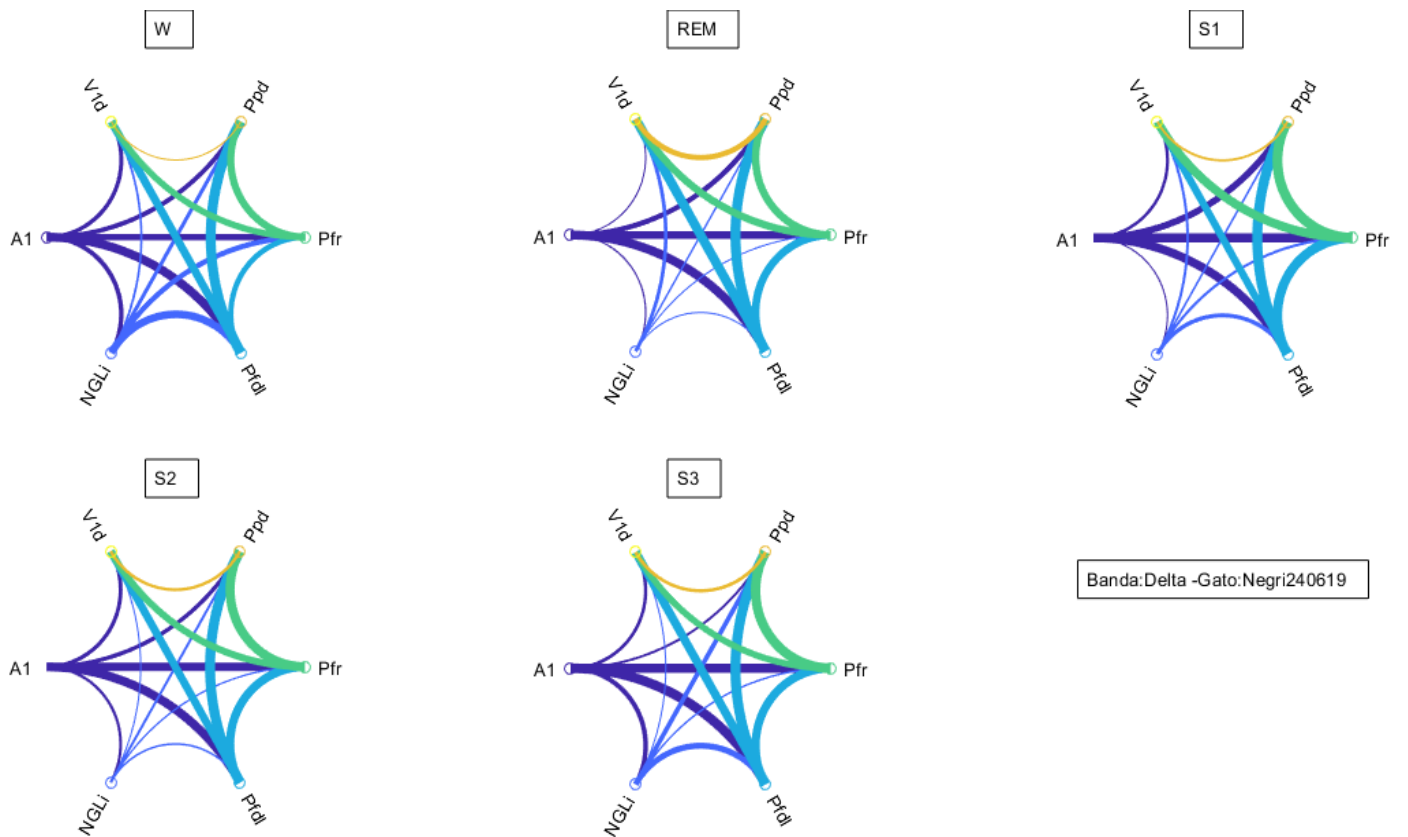 W
REM
S1
V1d
Ppd
V1d
Ppd
V1d
Ppd
A1
Pfr
A1
Pfr
A1
Pfr
NGLi
Pfdl
NGLi
Pfdl
NGLi
Pfdl
S2
S3
V1d
Ppd
V1d
Ppd
Banda:Delta -Gato:Negri240619
A1
Pfr
A1
Pfr
NGLi
Pfdl
NGLi
Pfdl